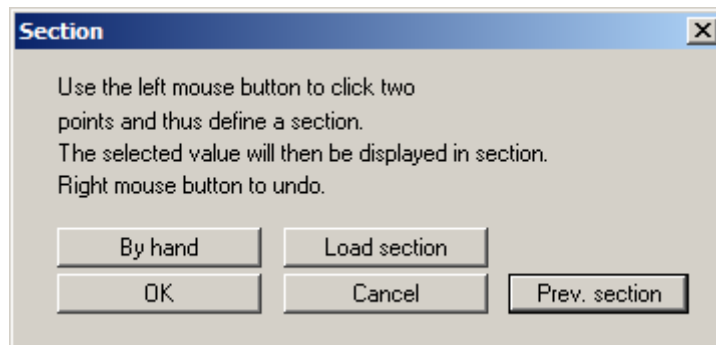 Section
Use the left mouse button to click two
points and thus define a section.
The selected value will then be displayed in section.
Right mouse button to undo.
By hand Load section
OK Cancel Prev. section